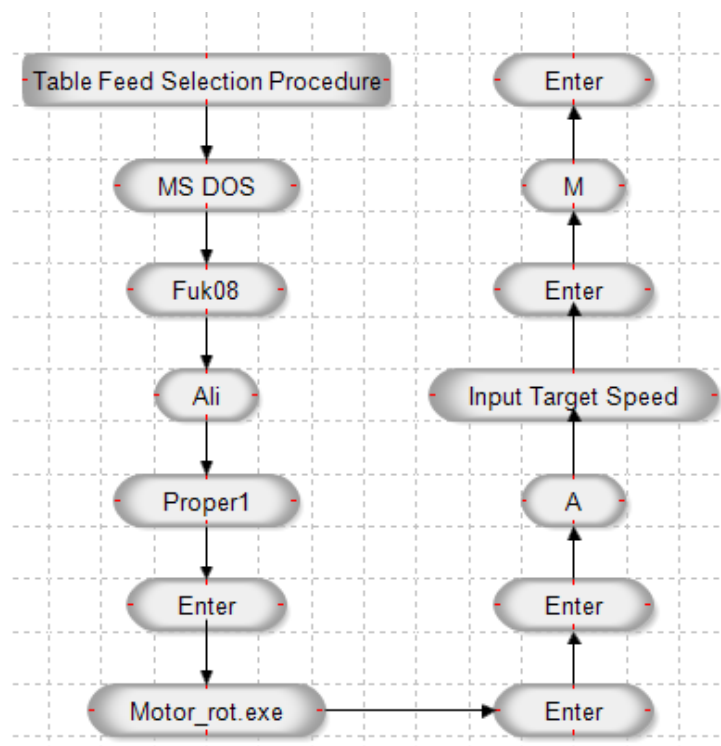 Table Feed Selection Procedure
MS DOS
Fuk08
Ali
Proper1
Enter
Motor_rot.exe
Enter
Enter
A
Input Target Speed
Enter
M
Enter